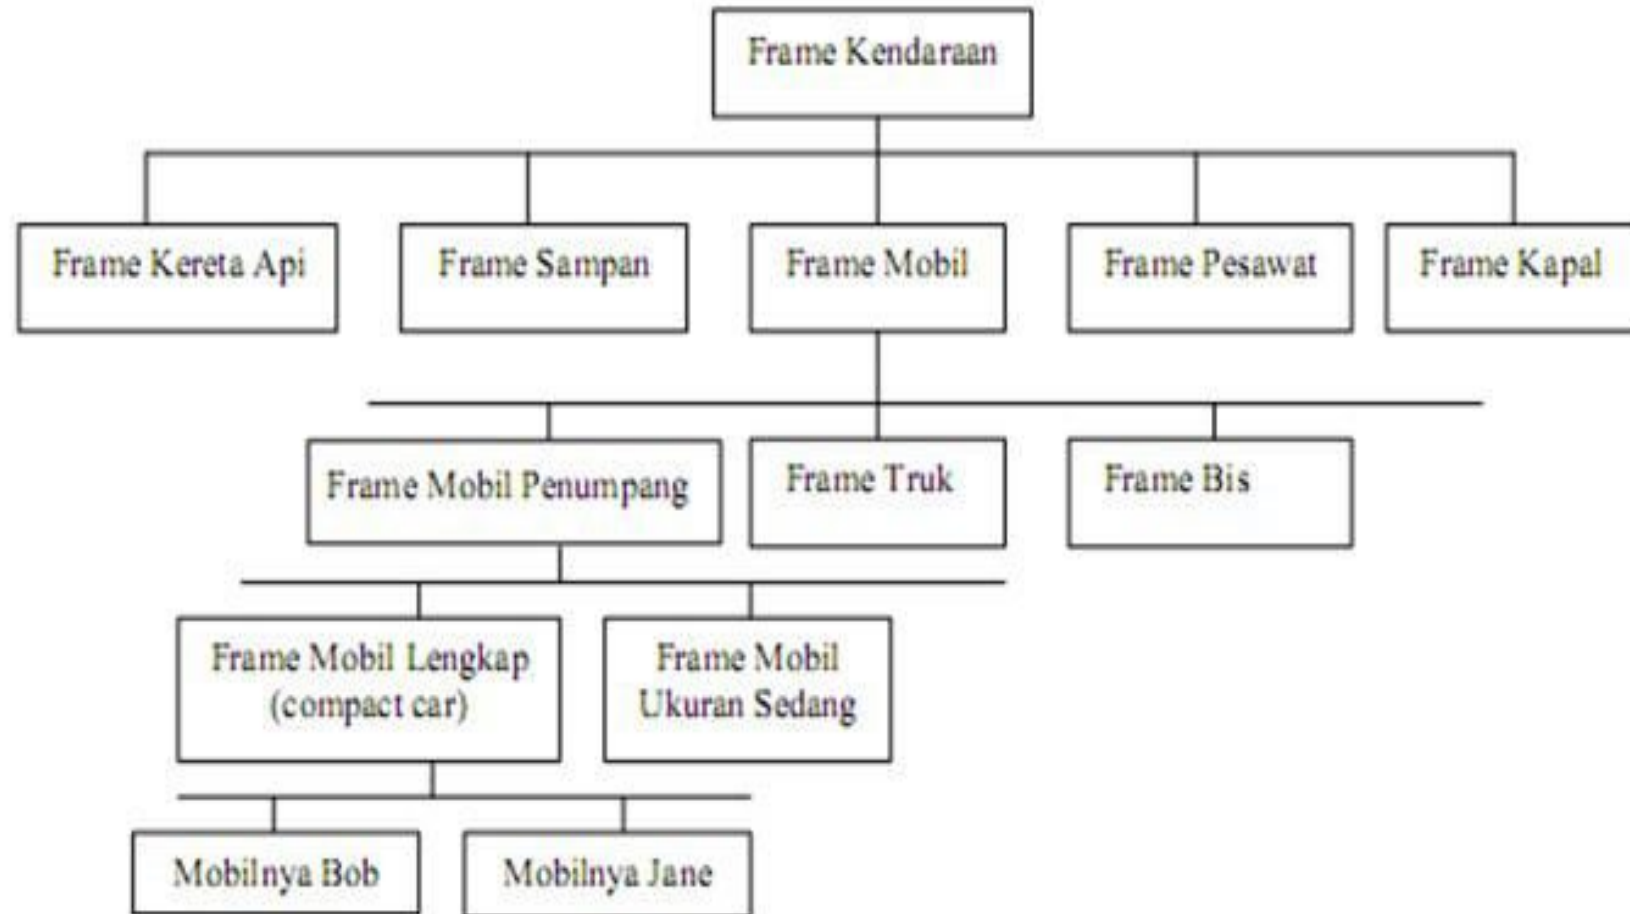 Frame Kendaraan
Frame Kereta Api
Frame Sampan
Frame Mobil
Frame Pesawat
Frame Kapal
Frame Mobil Penumpang
Frame Truk
Frame Bis
Frame Mobil Lengkap
(compact car)
Frame Mobil
Ukuran Sedang
Mobilnya Bob
Mobilnya Jane